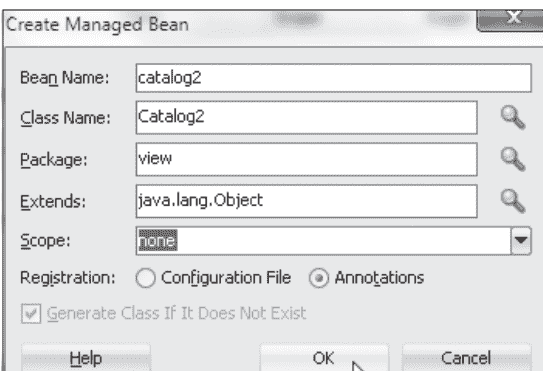 Create Managed Bean
Bean Name: catalog2
Class Name: Catalog2
Package: view
Extends: java.lang.Object
Scope: none
Registration: Configuration File Annotations
Generate Class If It Does Not Exist
Help OK Cancel